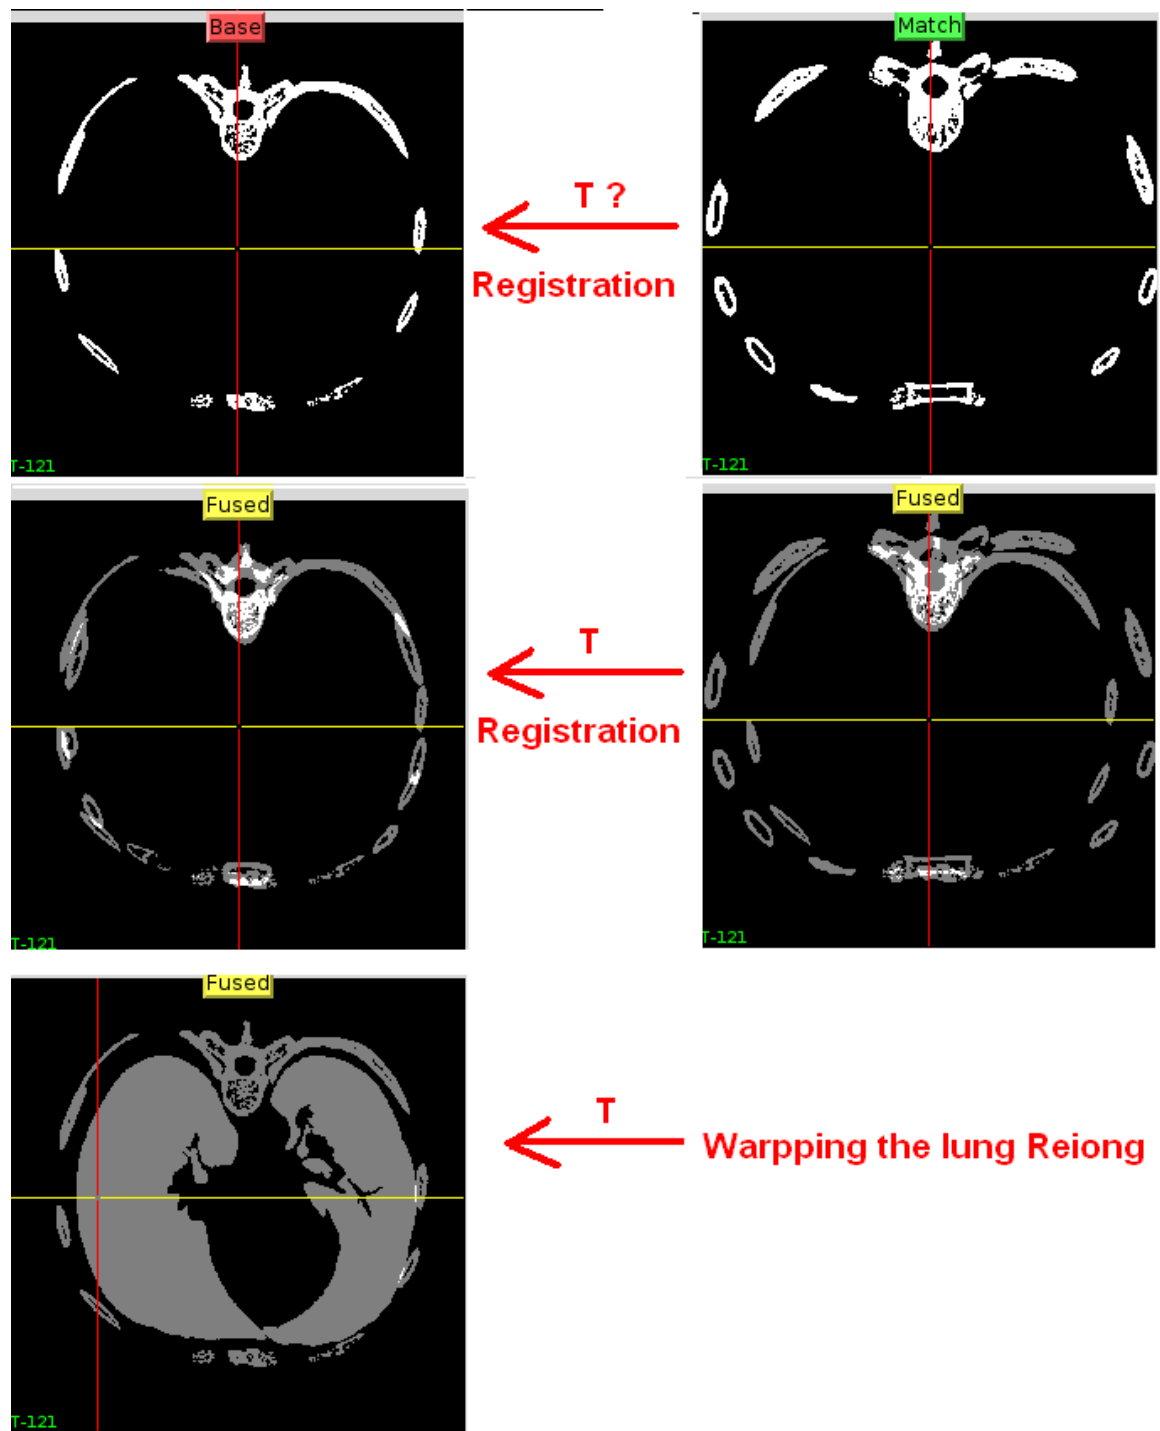 Base
Match
T ?
Registration
T-121
T-121
Fused
Fused
T
Registration
T-121
T-121
Fused
T
Warpping the lung Reiong
T-121